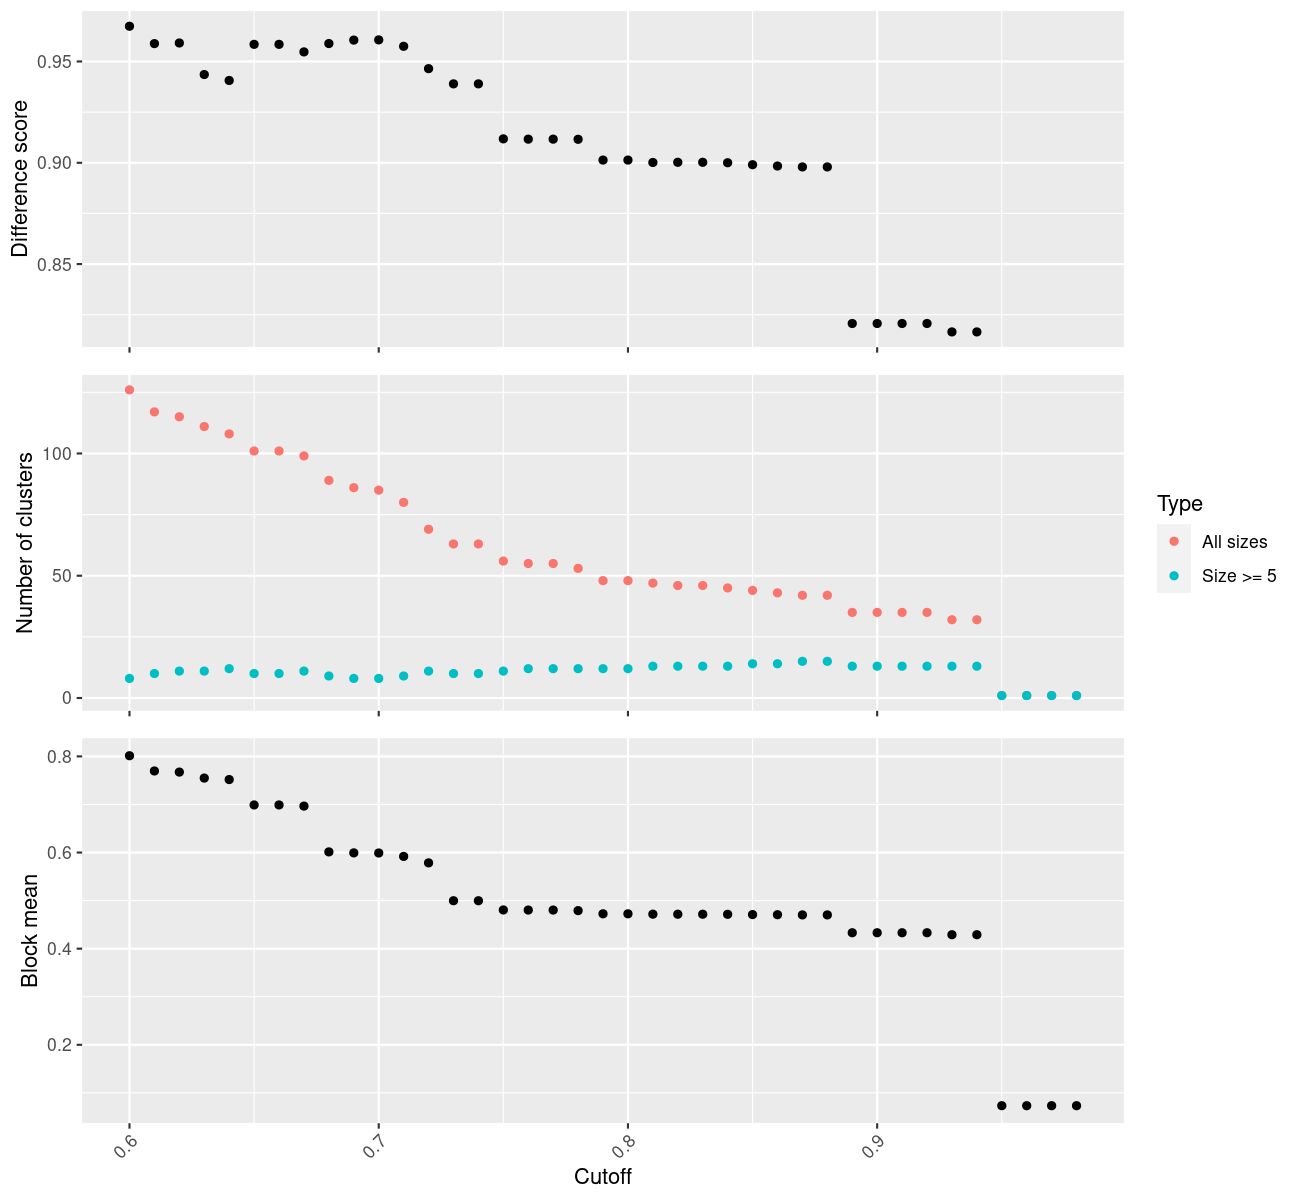 Difference score
0.95
0.90
0.85
Number of clusters
100
50
0
Type
All sizes
Size >= 5
Block mean
0.8
0.6
0.4
0.2
0.6 0.7 0.8 0.9
Cutoff